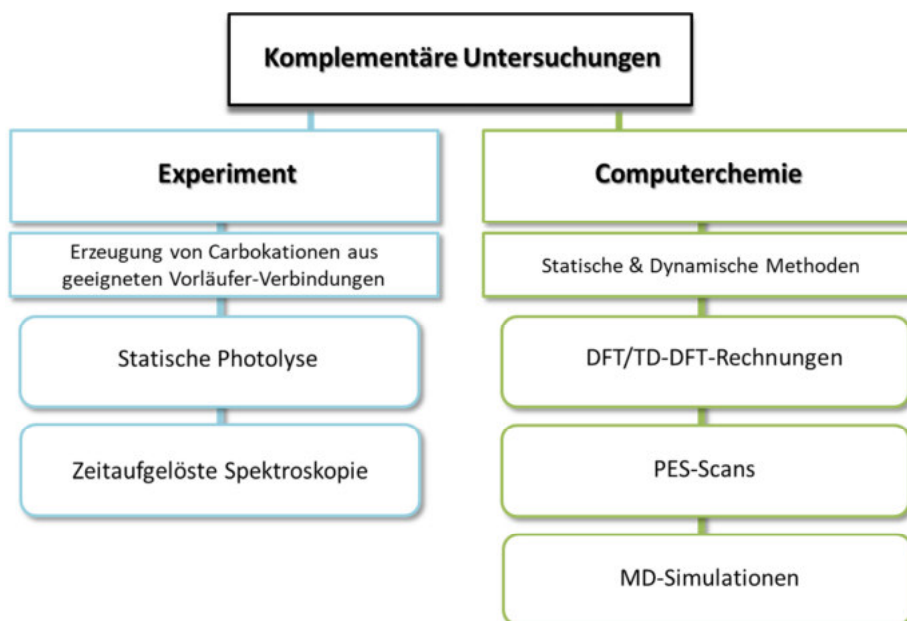 Komplementäre Untersuchungen
Experiment
Erzeugung von Carbokationen aus
geeigneten Vorläufer-Verbindungen
Statische Photolyse
Zeitaufgelöste Spektroskopie
Computerchemie
Statische & Dynamische Methoden
DFT/TD-DFT-Rechnungen
PES-Scans
MD-Simulationen